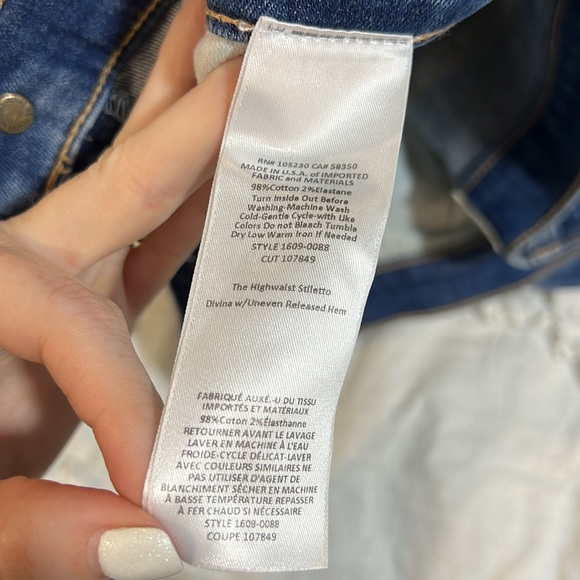 RN# 105230 CA# 58350
MADE IN U.S.A. of IMPORTED
FABRIC and MATERIALS
98%Cotton 2%Elastane
Turn Inside Out Before
Washing-Machine Wash
Cold-Gentle Cycle-with Like
Colors Do not Bleach Tumble
Dry Low Warm Iron If Needed
STYLE 1609-0088
CUT 107849
The Highwaist Stiletto
Divina w/Uneven Released Hem
FABRIQUÉ AUXÉ.-U DU TISSU
IMPORTÉS ET MATÉRIAUX
98%Coton 2%Élasthanne
RETOURNER AVANT LE LAVAGE
LAVER EN MACHINE À L'EAU
FROIDE-CYCLE DÉLICAT-LAVER
AVEC COULEURS SIMILAIRES NE
PAS UTILISER D'AGENT DE
BLANCHIMENT SÉCHER EN MACHINE
À BASSE TEMPÉRATURE REPASSER
À FER CHAUD SI NÉCESSAIRE
STYLE 1609-0088
COUPE 107849